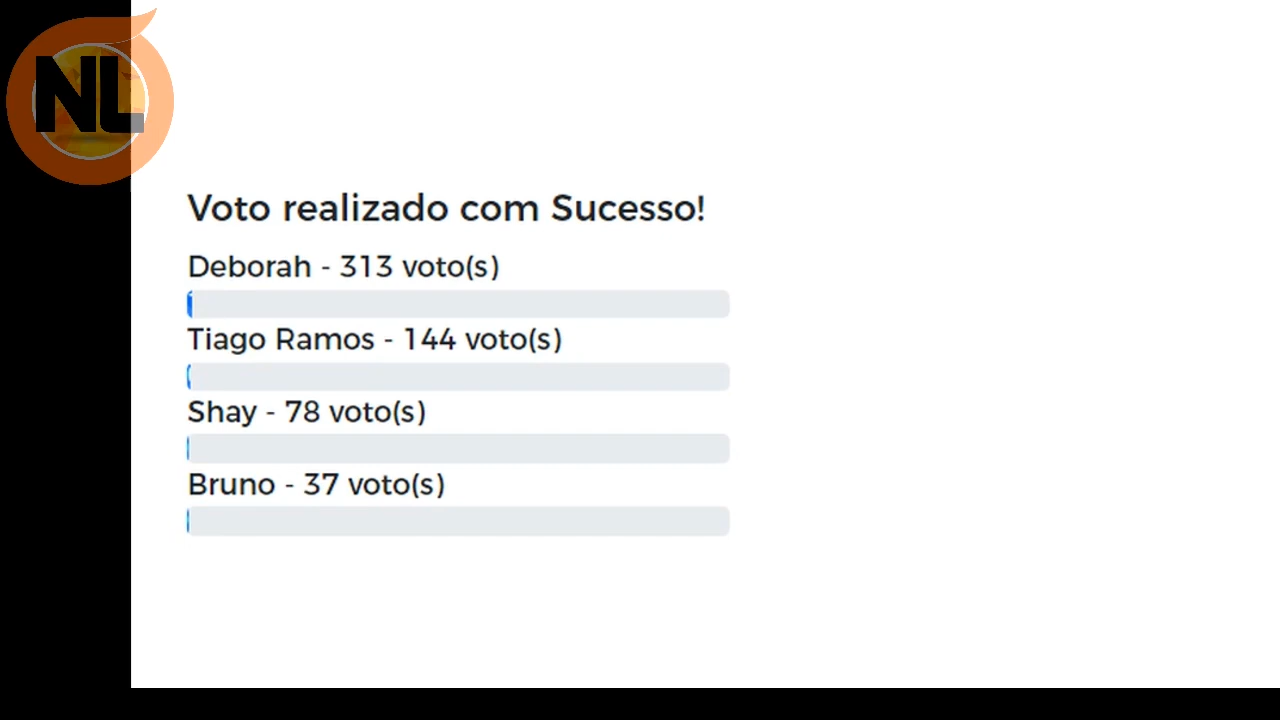 NL
Voto realizado com Sucesso!
Deborah - 313 voto(s)
Tiago Ramos - 144 voto(s)
Shay - 78 voto(s)
Bruno - 37 voto(s)